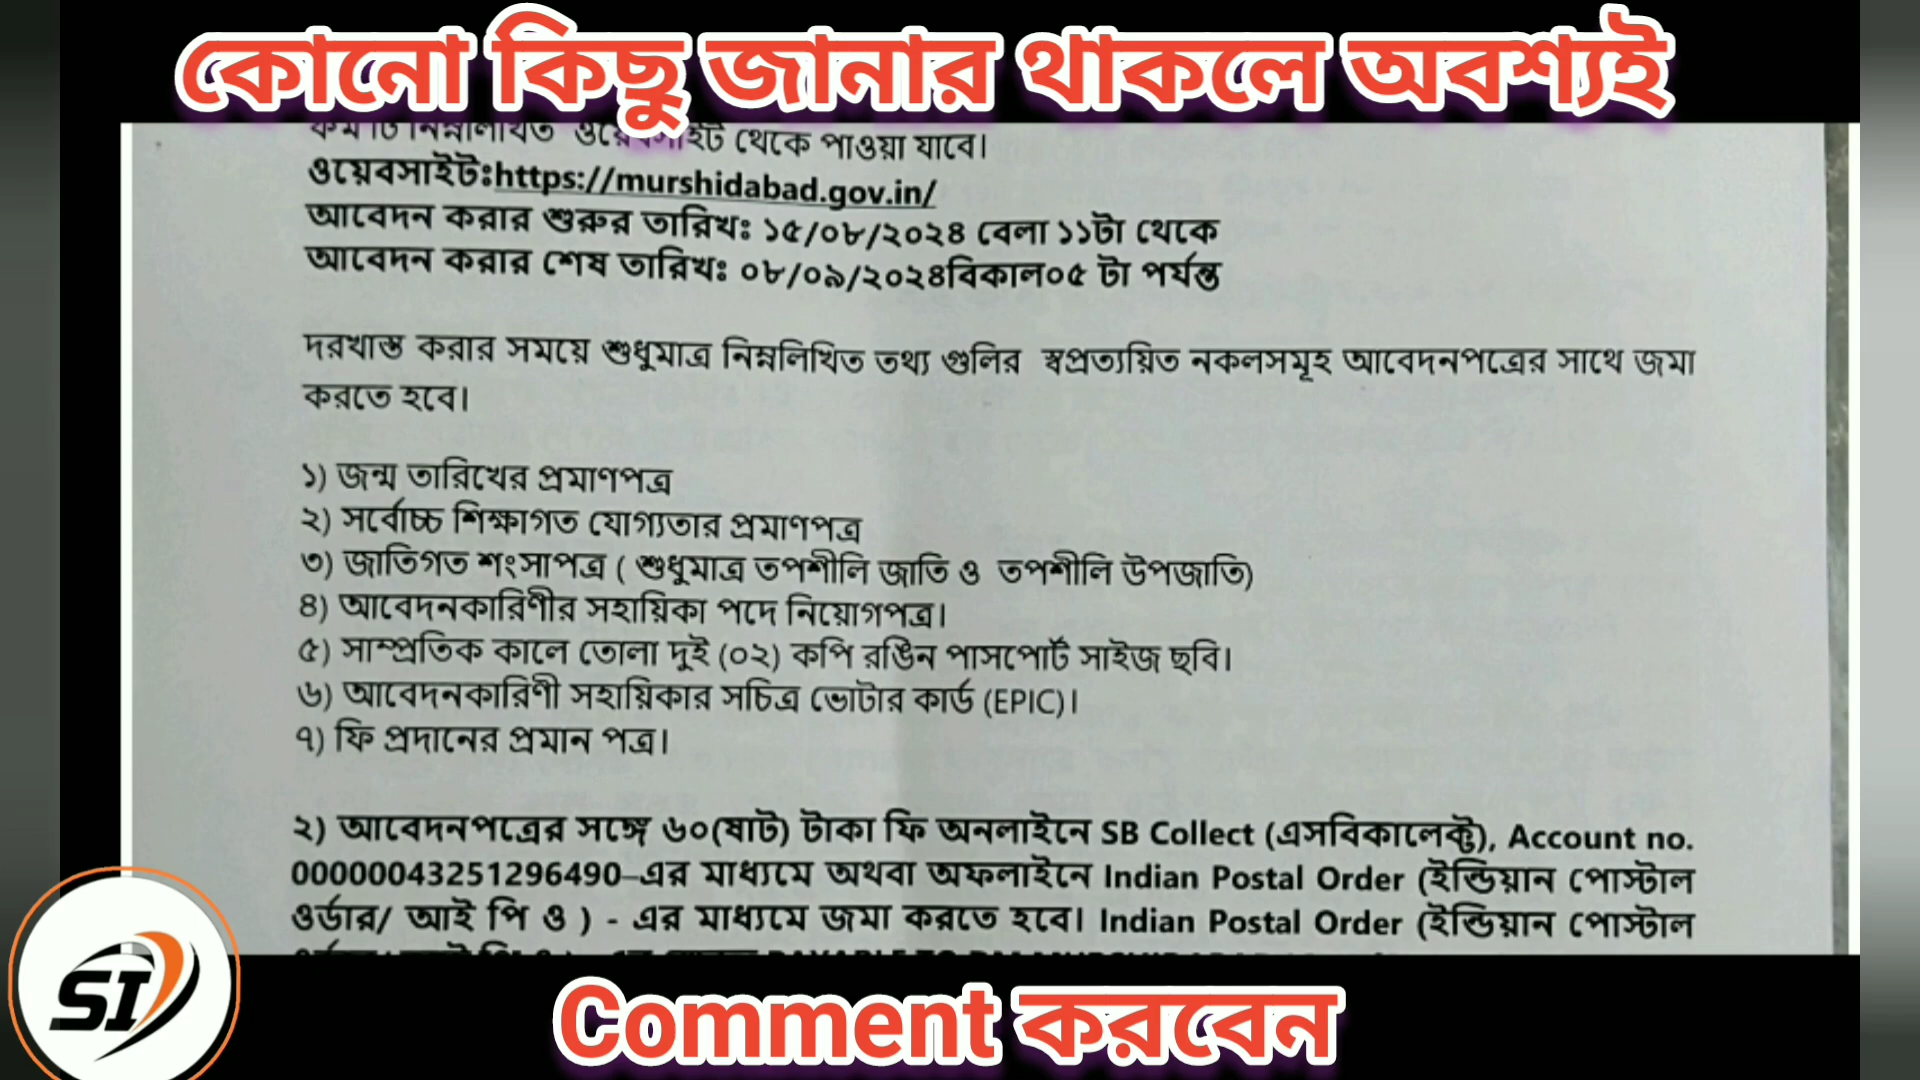 কোনো কিছু জানার থাকলে অবশ্যই
ওয়েবসাইট থেকে পাওয়া যাবে।
ওয়েবসাইটঃhttps://murshidabad.gov.in/
আবেদন করার শুরুর তারিখঃ ১৫/০৮/২০২৪ বেলা ১১টা থেকে
আবেদন করার শেষ তারিখঃ ০৮/০৯/২০২৪বিকাল০৫ টা পর্যন্ত
দরখাস্ত করার সময়ে শুধুমাত্র নিম্নলিখিত তথ্য গুলির স্বপ্রত্যয়িত নকলসমূহ আবেদনপত্রের সাথে জমা
করতে হবে।
১) জন্ম তারিখের প্রমাণপত্র
২) সর্বোচ্চ শিক্ষাগত যোগ্যতার প্রমাণপত্র
৩) জাতিগত শংসাপত্র ( শুধুমাত্র তপশীলি জাতি ও তপশীলি উপজাতি)
৪) আবেদনকারিণীর সহায়িকা পদে নিয়োগপত্র।
৫) সাম্প্রতিক কালে তোলা দুই (০২) কপি রঙিন পাসপোর্ট সাইজ ছবি।
৬) আবেদনকারিণী সহায়িকার সচিত্র ভোটার কার্ড (EPIC)।
৭) ফি প্রদানের প্রমান পত্র।
২) আবেদনপত্রের সঙ্গে ৬০(ষাট) টাকা ফি অনলাইনে SB Collect (এসবিকালেক্ট), Account no.
00000043251296490–এর মাধ্যমে অথবা অফলাইনে Indian Postal Order (ইন্ডিয়ান পোস্টাল
ওর্ডার/ আই পি ও ) - এর মাধ্যমে জমা করতে হবে। Indian Postal Order (ইন্ডিয়ান পোস্টাল
SI
Comment করবেন